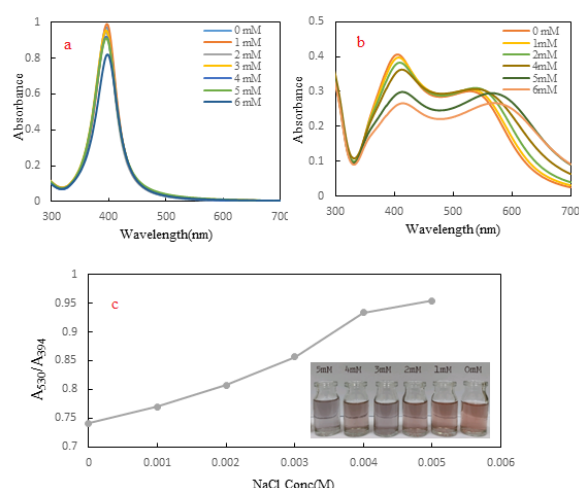 a
Absorbance
1
0.8
0.6
0.4
0.2
0
300 400 500 600 700
Wavelength(nm)
0 mM
1 mM
2 mM
3 mM
4 mM
5 mM
6 mM
b
Absorbance
0.5
0.4
0.3
0.2
0.1
0
300 400 500 600 700
Wavelength (nm)
0 mM
1mM
2mM
4mM
5mM
6mM
c
A530/A394
1
0.95
0.9
0.85
0.8
0.75
0.7
0 0.001 0.002 0.003 0.004 0.005 0.006
NaCl Conc(M)
5mM 4mM 3mM 2mM 1mM 0mM